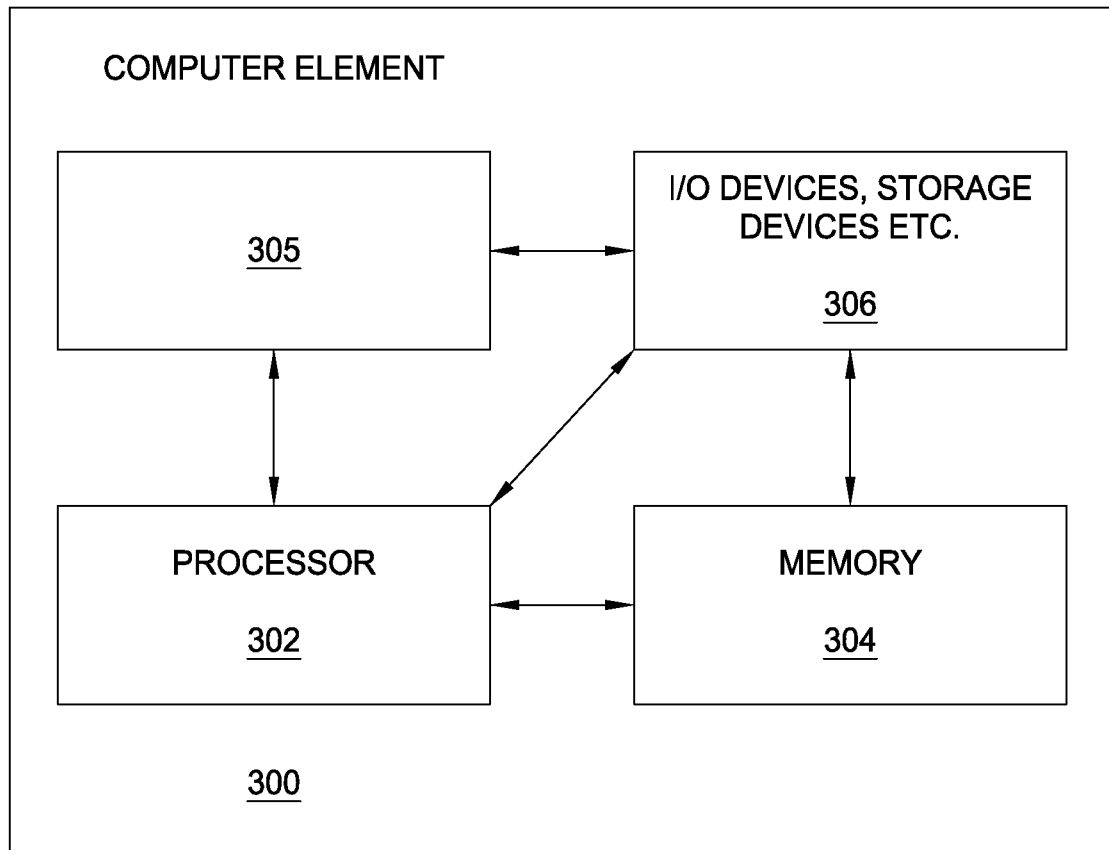 COMPUTER ELEMENT
305
I/O DEVICES, STORAGE
DEVICES ETC.
306
PROCESSOR
302
MEMORY
304
300